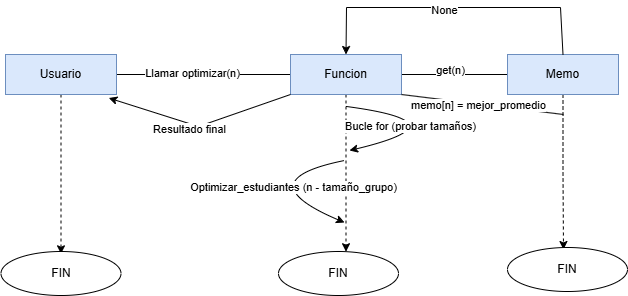 None
Usuario
Llamar optimizar(n)
Funcion
get(n)
Memo
memo[n] = mejor_promedio
Resultado final
Bucle for (probar tamaños)
Optimizar_estudiantes (n - tamaño_grupo)
FIN
FIN
FIN